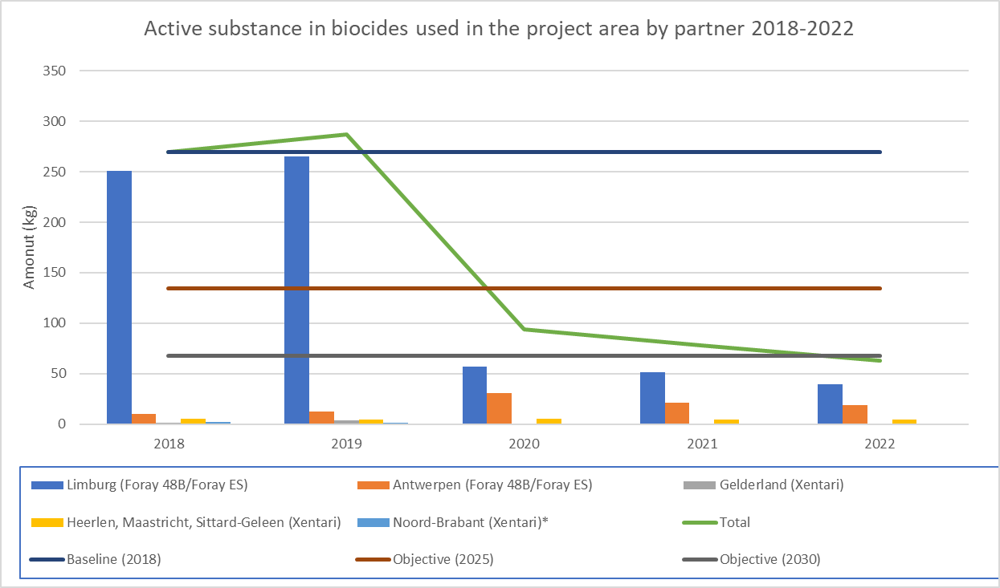 Active substance in biocides used in the project area by partner 2018-2022
350
300
250
200
150
100
50
0
Amonut (kg)
2018 2019 2020 2021 2022
Limburg (Foray 48B/Foray ES) Antwerpen (Foray 48B/Foray ES) Gelderland (Xentari)
Heerlen, Maastricht, Sittard-Geleen (Xentari) Noord-Brabant (Xentari)* Total
Baseline (2018) Objective (2025) Objective (2030)